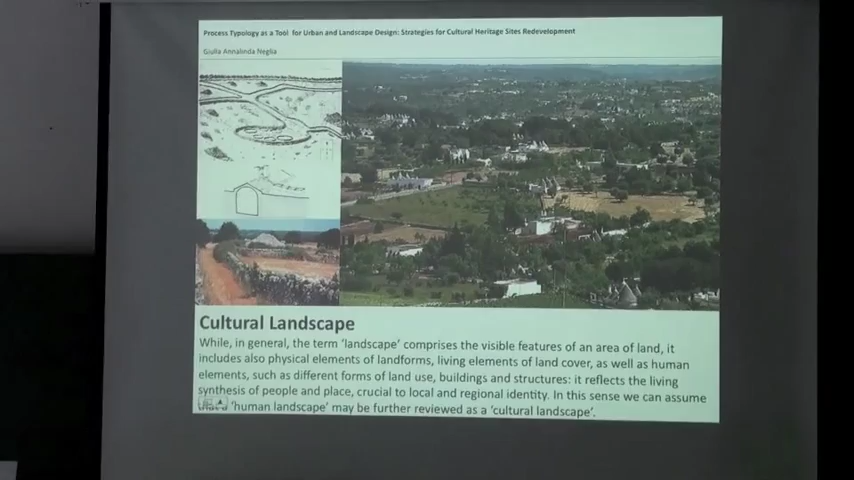 Process Typology as a Tool for Urban and Landscape Design: Strategies for Cultural Heritage Sites Redevelopment
Giulia Annalinda Neglia
Cultural Landscape
While, in general, the term 'landscape' comprises the visible features of an area of land, it
includes also physical elements of landforms, living elements of land cover, as well as human
elements, such as different forms of land use, buildings and structures: it reflects the living
synthesis of people and place, crucial to local and regional identity. In this sense we can assume
that a 'human landscape' may be further reviewed as a 'cultural landscape'.